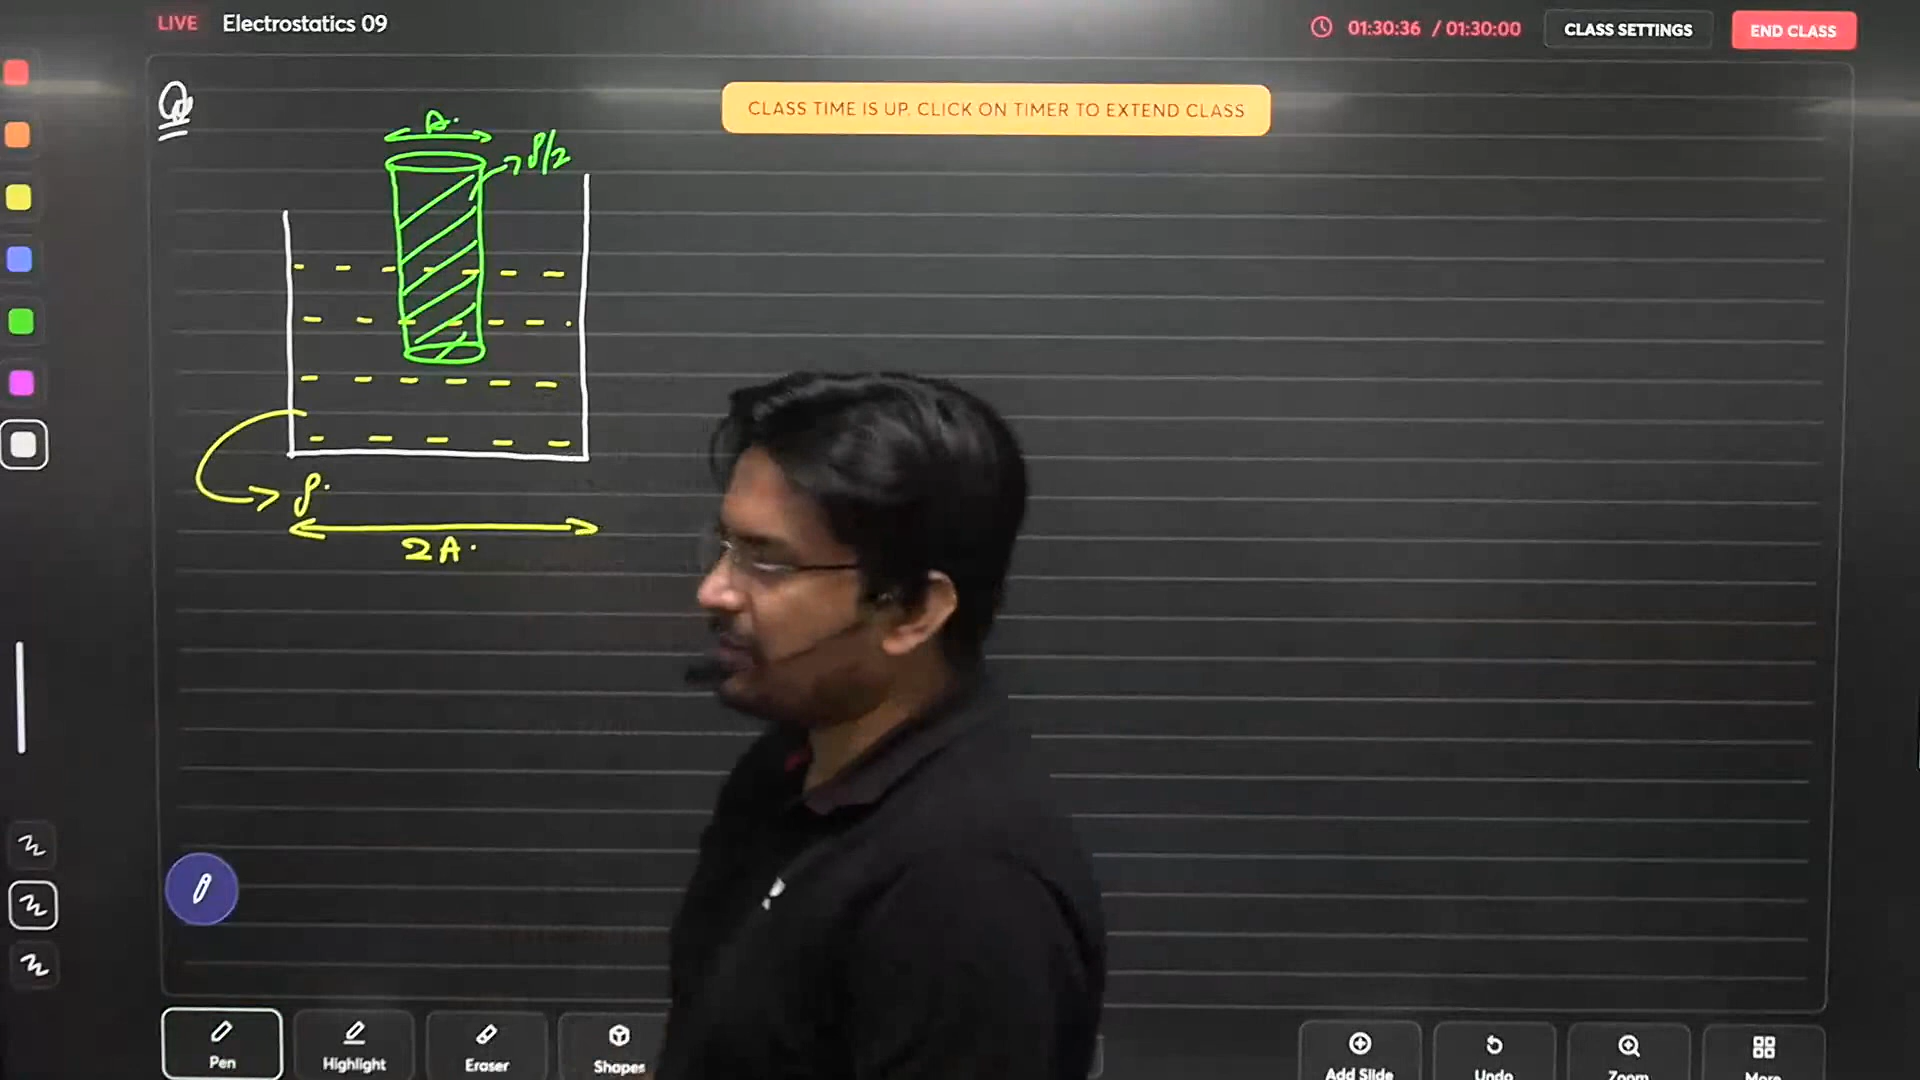 LIVE Electrostatics 09
01:30:36 / 01:30:00 CLASS SETTINGS END CLASS
CLASS TIME IS UP. CLICK ON TIMER TO EXTEND CLASS
Q
A.
ρ/2
ρ.
2A.
Pen Highlight Eraser Shapes Add Slide Undo Zoom More